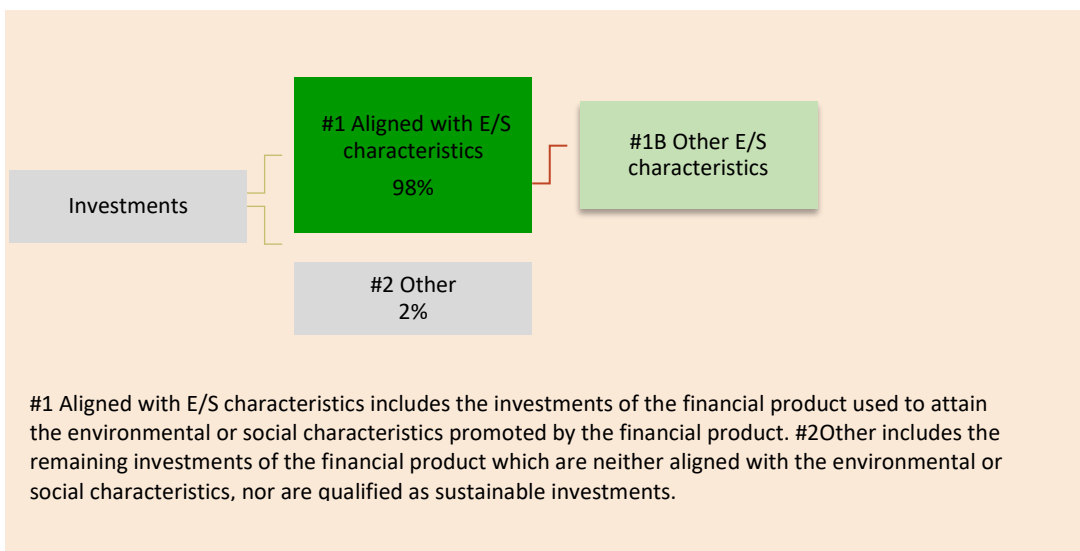 #1 Aligned with E/S
characteristics
98%
#1B Other E/S
characteristics
Investments
#2 Other
2%
#1 Aligned with E/S characteristics includes the investments of the financial product used to attain
the environmental or social characteristics promoted by the financial product. #2Other includes the
remaining investments of the financial product which are neither aligned with the environmental or
social characteristics, nor are qualified as sustainable investments.